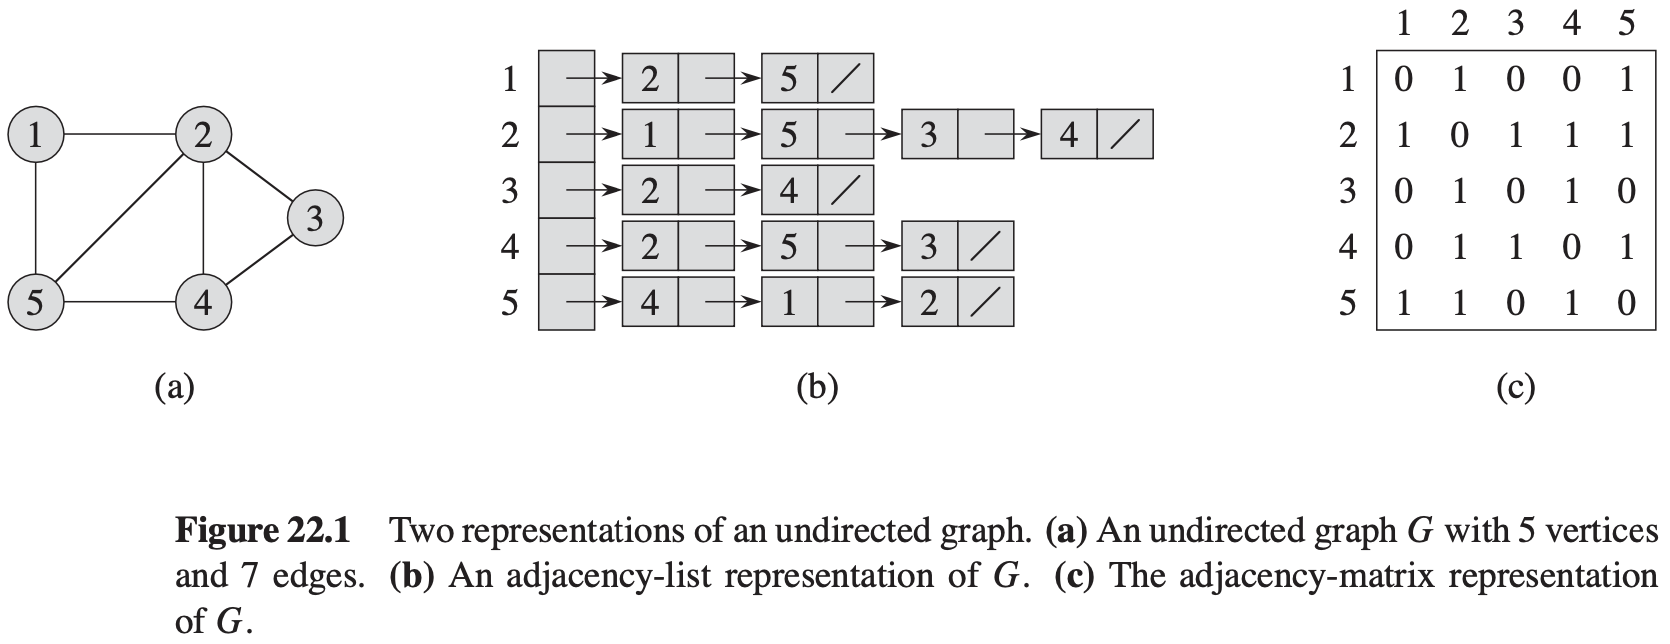 1 2 3 4 5
1 2 5 / 1 0 1 0 0 1
1 2 2 1 5 3 4 / 2 1 0 1 1 1
3 3 2 4 / 3 0 1 0 1 0
4 2 5 3 / 4 0 1 1 0 1
5 4 5 4 1 2 / 5 1 1 0 1 0
(a) (b) (c)
Figure 22.1 Two representations of an undirected graph. (a) An undirected graph G with 5 vertices
and 7 edges. (b) An adjacency-list representation of G. (c) The adjacency-matrix representation
of G.